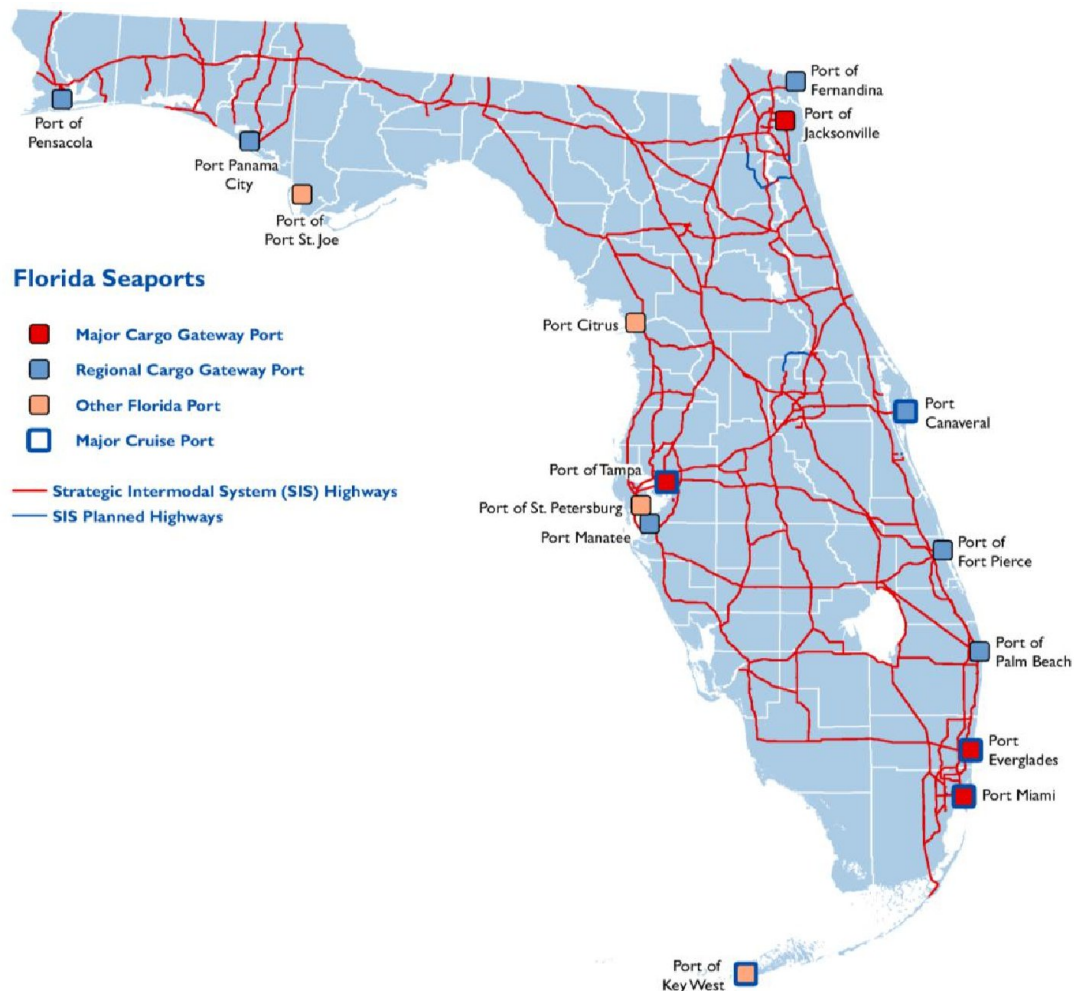 Port of
Fernandina
Port of
Jacksonville
Port of
Pensacola
Port Panama
City
Port of
Port St. Joe
Florida Seaports
Major Cargo Gateway Port
Regional Cargo Gateway Port
Other Florida Port
Major Cruise Port
Strategic Intermodal System (SIS) Highways
SIS Planned Highways
Port Citrus
Port
Canaveral
Port of Tampa
Port of St. Petersburg
Port Manatee
Port of
Fort Pierce
Port of
Palm Beach
Port
Everglades
Port Miami
Port of
Key West